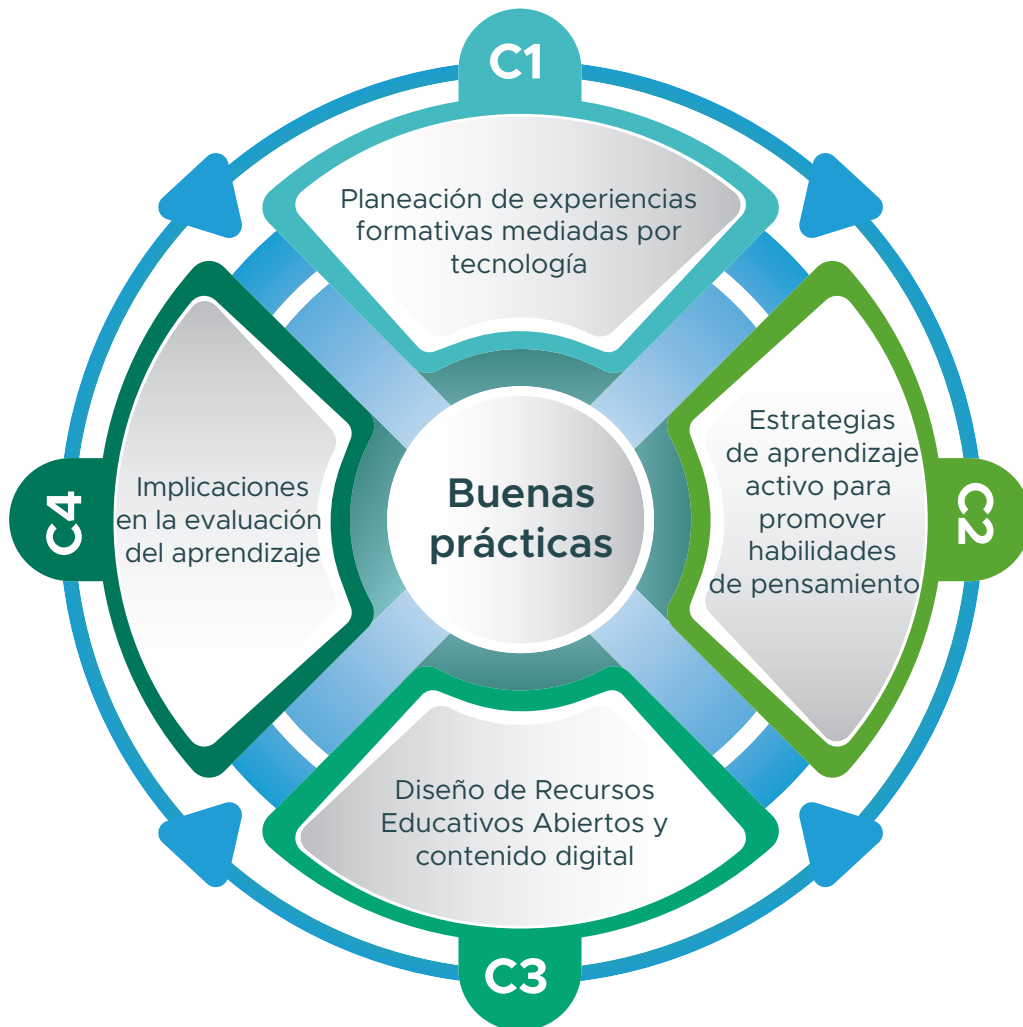 C1
Planeación de experiencias
formativas mediadas por
tecnología
C2
Estrategias
de aprendizaje
activo para
promover
habilidades
de pensamiento
C3
Diseño de Recursos
Educativos Abiertos y
contenido digital
C4
Implicaciones
en la evaluación
del aprendizaje
Buenas
prácticas